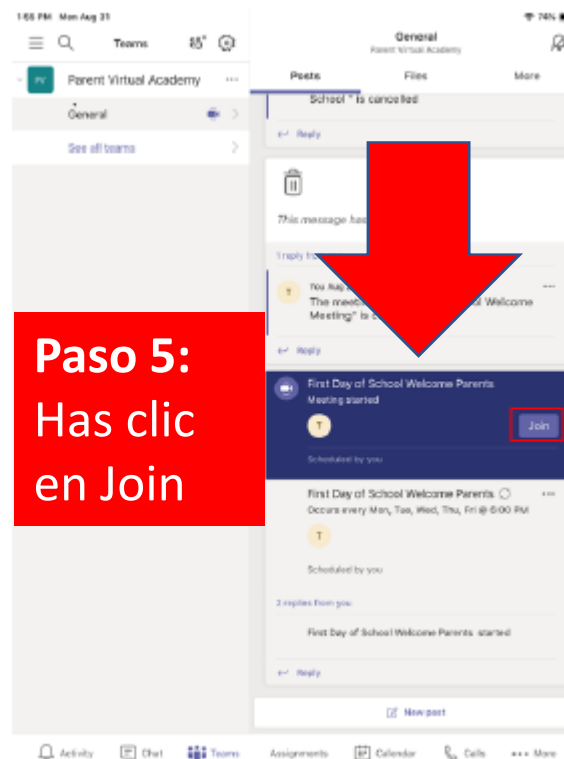 1:55 PM Mon Aug 31
74%
Teams
General
Parent Virtual Academy
PV Parent Virtual Academy
General
See all teams
Posts Files More
School " is cancelled
Reply
This message has
1 reply
T You Aug
The Welcome
Meeting" is
Reply
Paso 5:
Has clic
en Join
First Day of School Welcome Parents
Meeting started
T
Join
Scheduled by you
First Day of School Welcome Parents
Occurs every Mon, Tue, Wed, Thu, Fri @ 6:00 PM
T
Scheduled by you
2 replies from you
First Day of School Welcome Parents started
Reply
New post
Activity Chat Teams Assignments Calendar Calls More